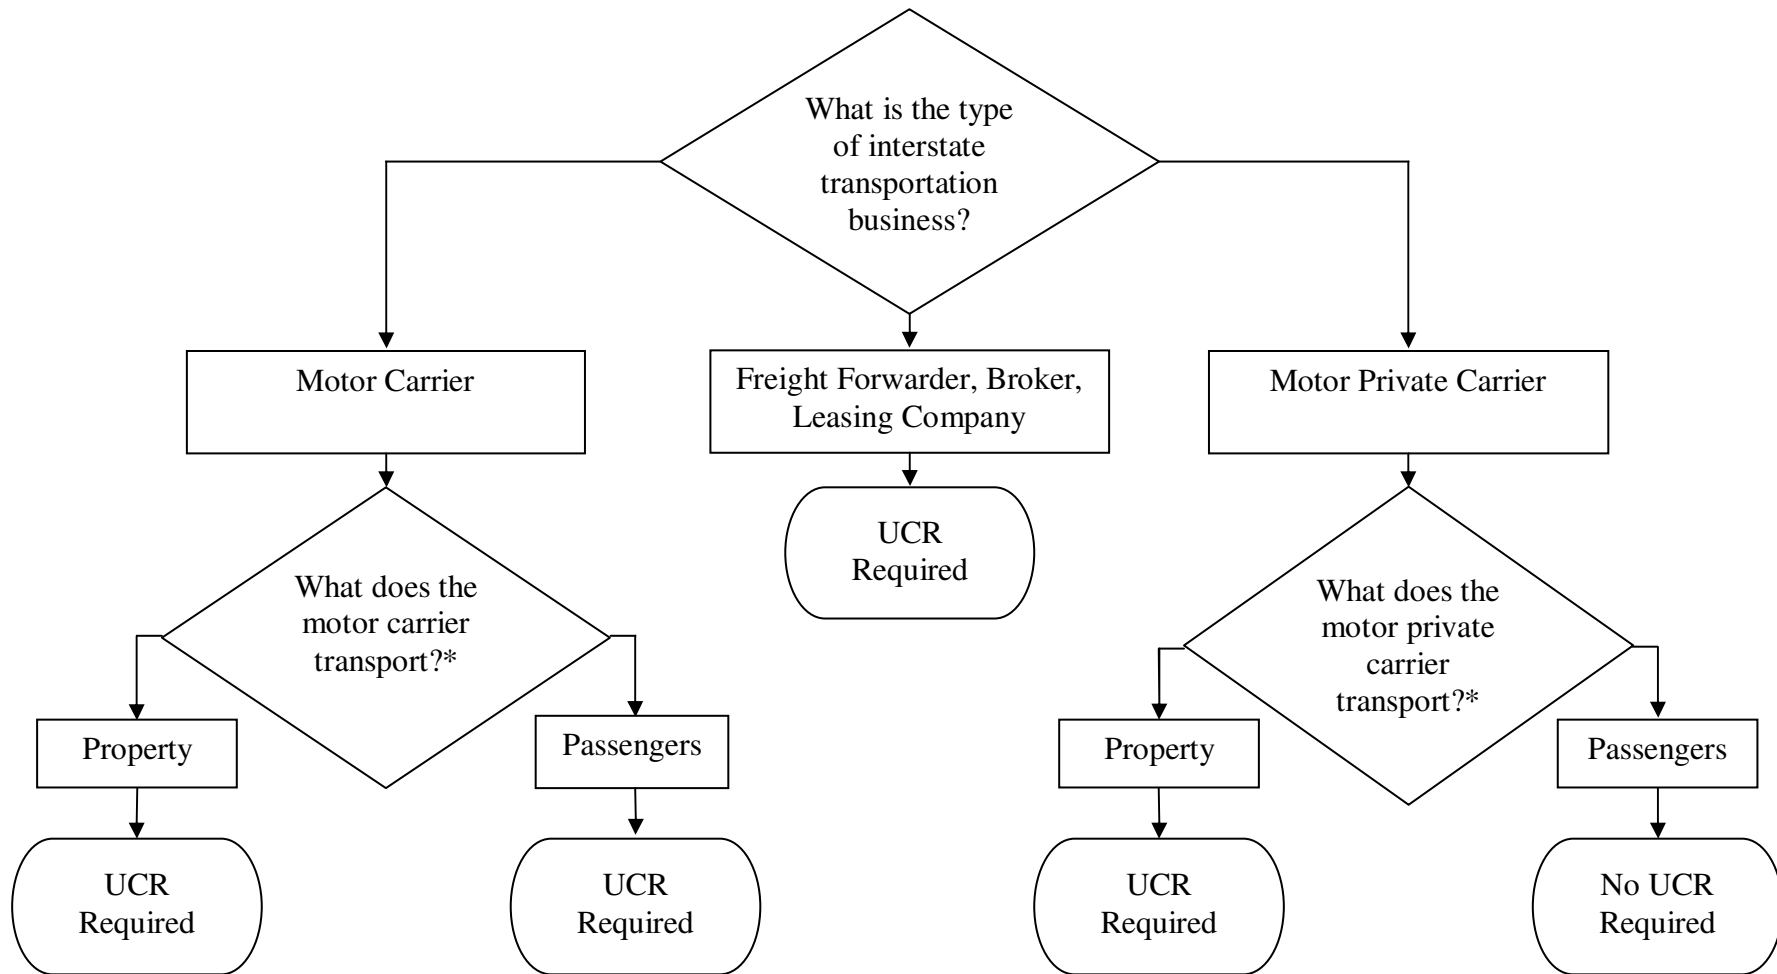 What is the type
of interstate
transportation
business?
Motor Carrier
Freight Forwarder, Broker,
Leasing Company
Motor Private Carrier
UCR
Required
What does the
motor carrier
transport?*
What does the
motor private
carrier
transport?*
Property
Passengers
Property
Passengers
UCR
Required
UCR
Required
UCR
Required
No UCR
Required